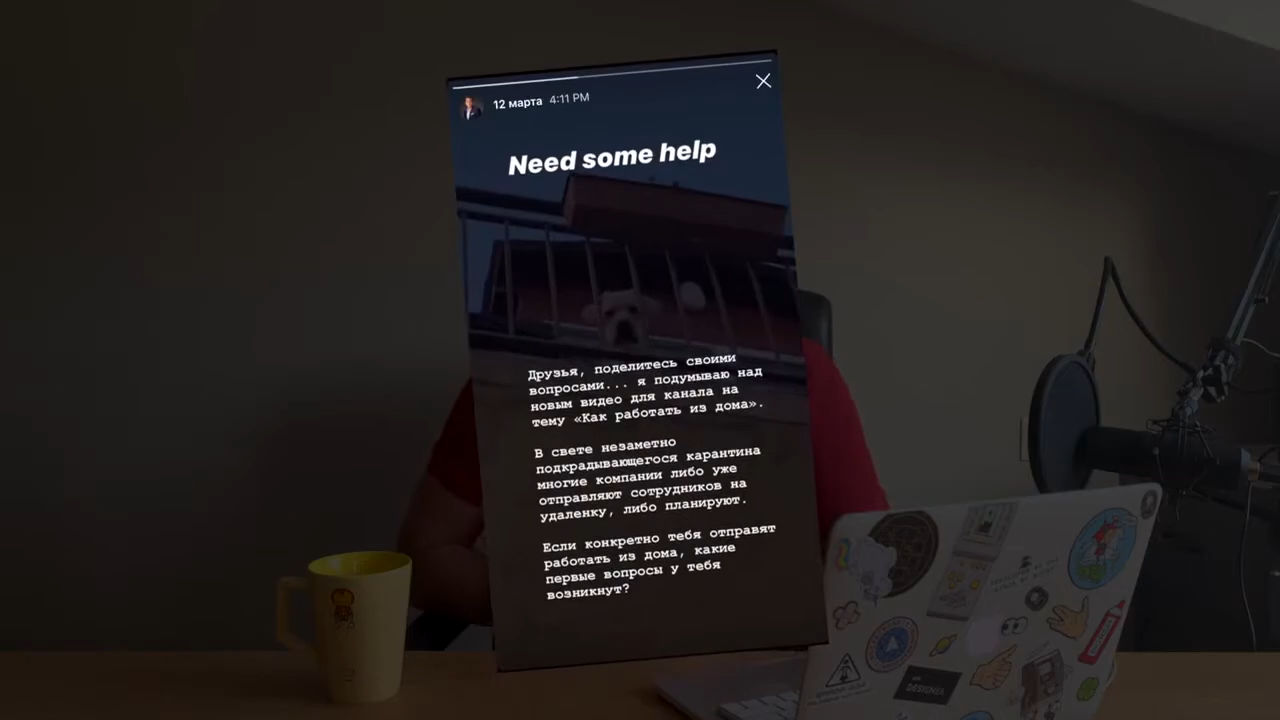 12 марта 4:11 PM
Need some help
Друзья, поделитесь своими
вопросами... я подумываю над
новым видео для канала на
тему «Как работать из дома».
В свете незаметно
подкрадывающегося карантина
многие компании либо уже
отправляют сотрудников на
удаленку, либо планируют.
Если конкретно тебя отправят
работать из дома, какие
первые вопросы у тебя
возникнут?
DESIGNER